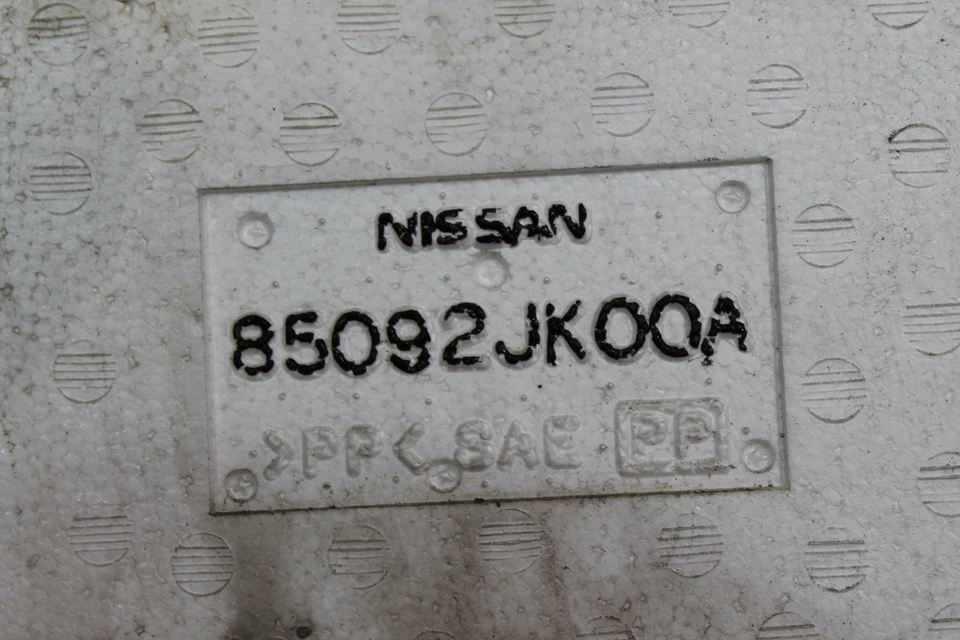 NISSAN
85092JK00A
>PP< SAE PP